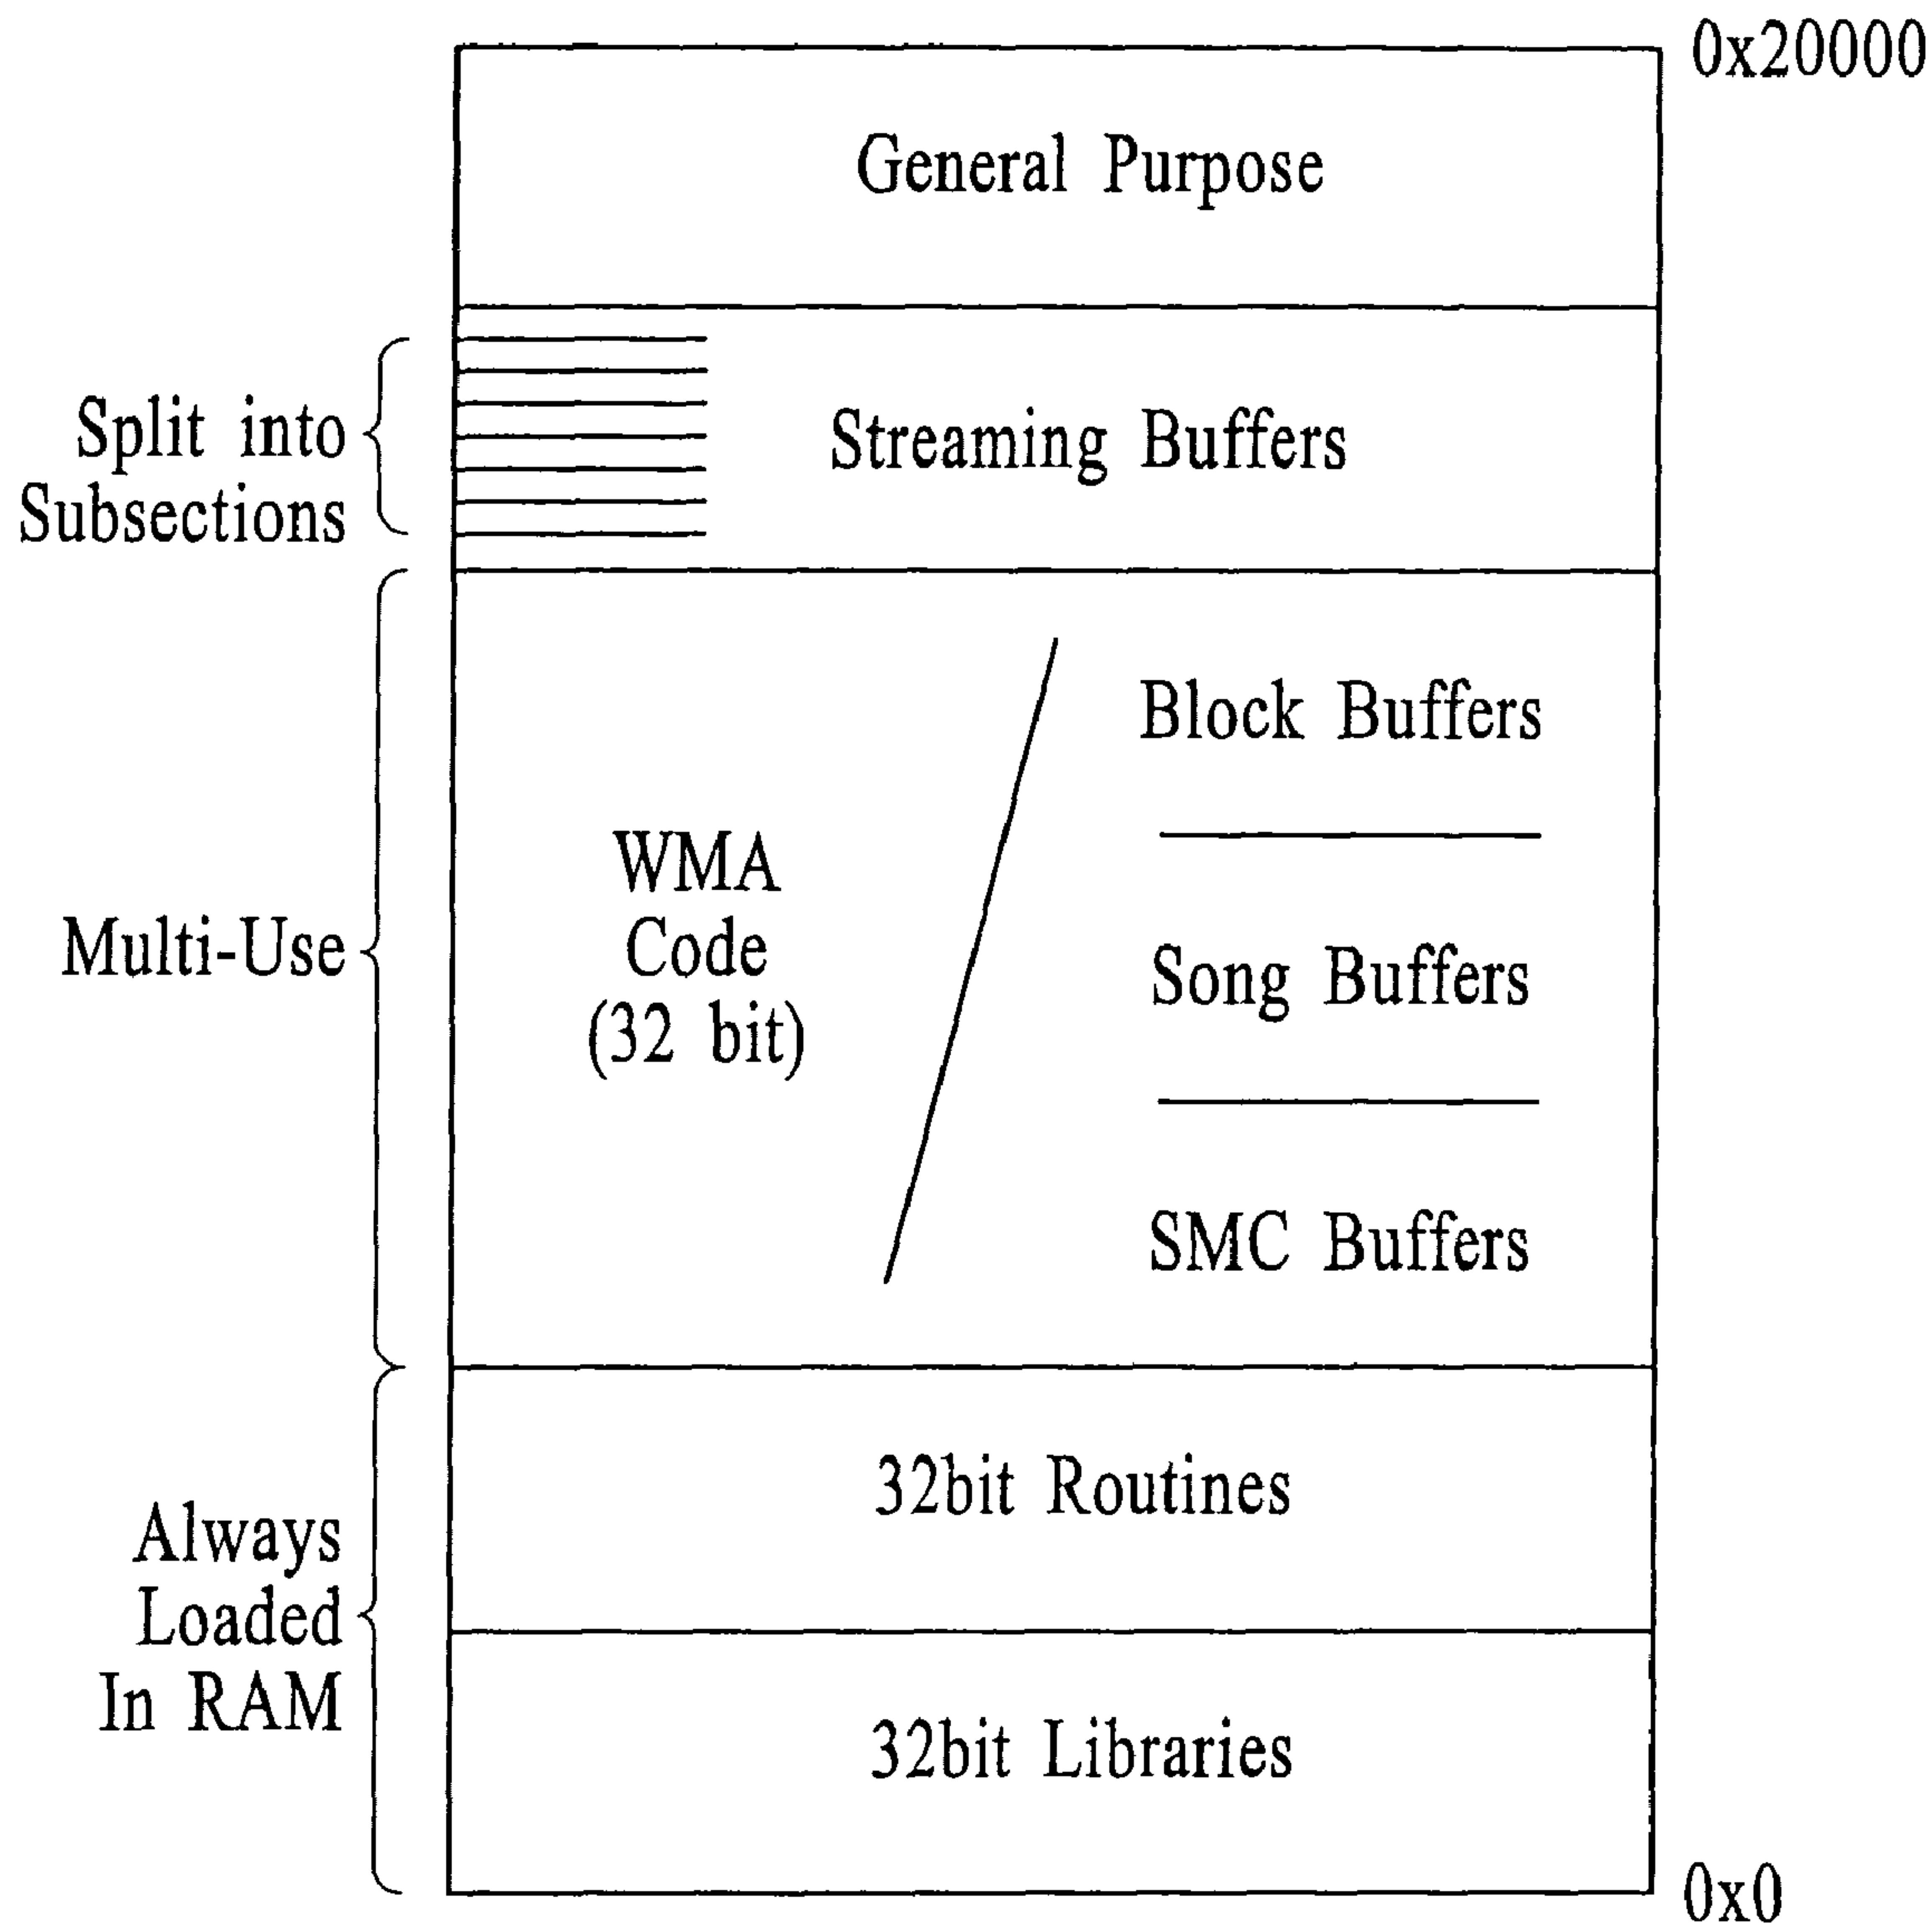 0x20000
General Purpose
Split into
Subsections
Streaming Buffers
Multi-Use
WMA
Code
(32 bit)
Block Buffers
Song Buffers
SMC Buffers
Always
Loaded
In RAM
32bit Routines
32bit Libraries
0x0